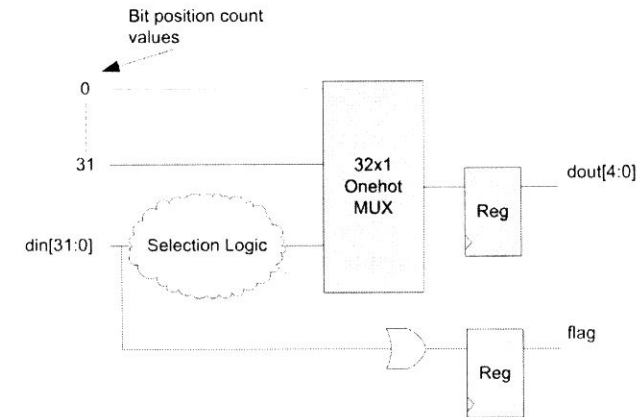 Bit position count
values
0
31
32x1
Onehot
MUX
dout[4:0]
Reg
din[31:0]
Selection Logic
flag
Reg